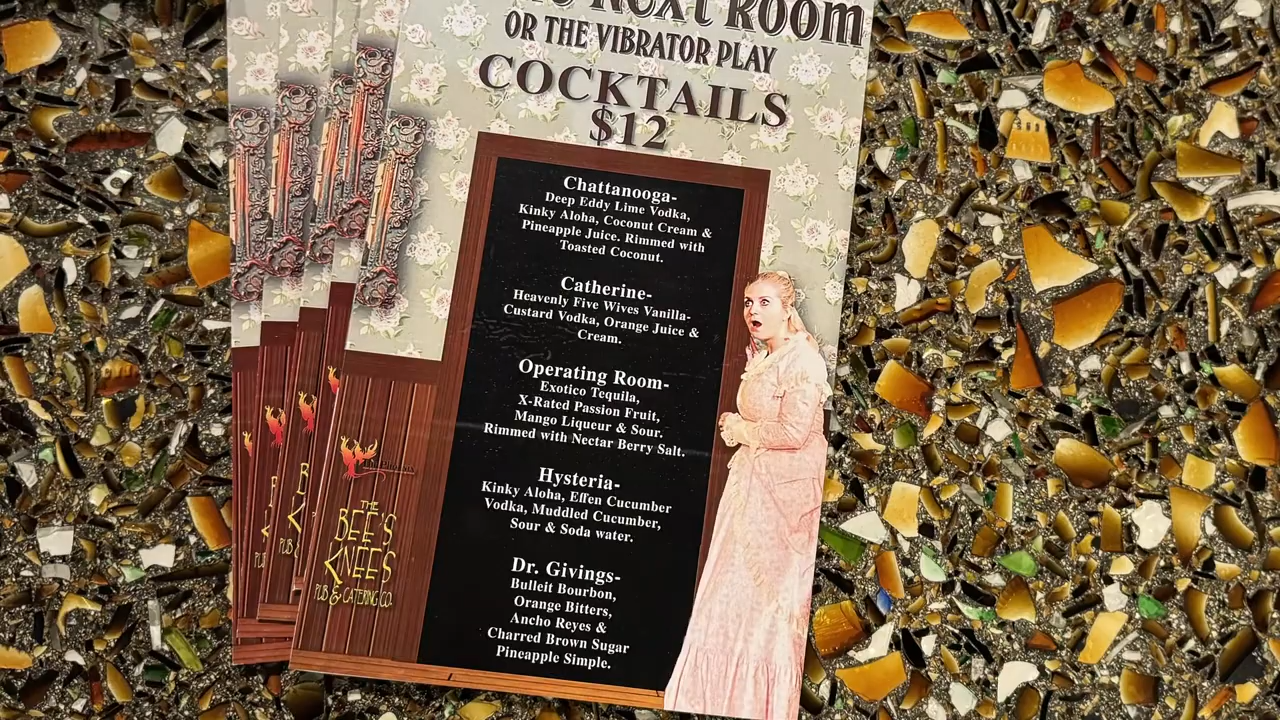 Next Room
OR THE VIBRATOR PLAY
COCKTAILS
$12
Chattanooga-
Deep Eddy Lime Vodka,
Kinky Aloha, Coconut Cream &
Pineapple Juice. Rimmed with
Toasted Coconut.
Catherine-
Heavenly Five Wives Vanilla-
Custard Vodka, Orange Juice &
Cream.
Operating Room-
Exotico Tequila,
X-Rated Passion Fruit,
Mango Liqueur & Sour.
Rimmed with Nectar Berry Salt.
Hysteria-
Kinky Aloha, Effen Cucumber
Vodka, Muddled Cucumber,
Sour & Soda water.
Dr. Givings-
Bulleit Bourbon,
Orange Bitters,
Ancho Reyes &
Charred Brown Sugar
Pineapple Simple.
THE
BEE'S
KNEES
PUB & CATERING CO.
PUB &
PUB